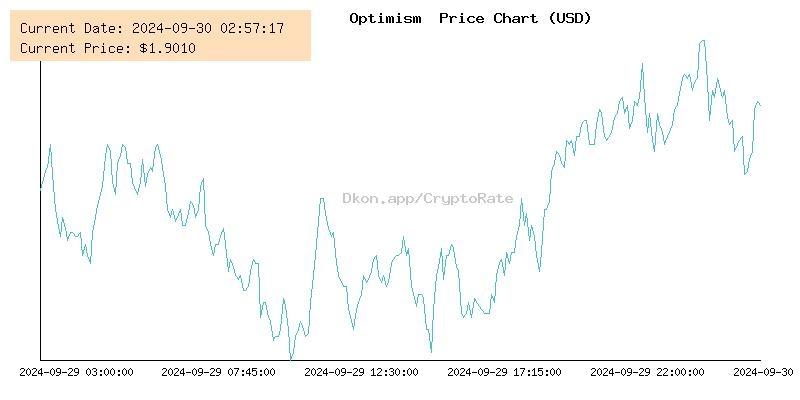 Optimism  Price Chart (USD)
Current Date: 2024-09-30 02:57:17
Current Price: $1.9010
Dkon.app/CryptoRate
2024-09-29 03:00:00 2024-09-29 07:45:00 2024-09-29 12:30:00 2024-09-29 17:15:00 2024-09-29 22:00:00 2024-09-30